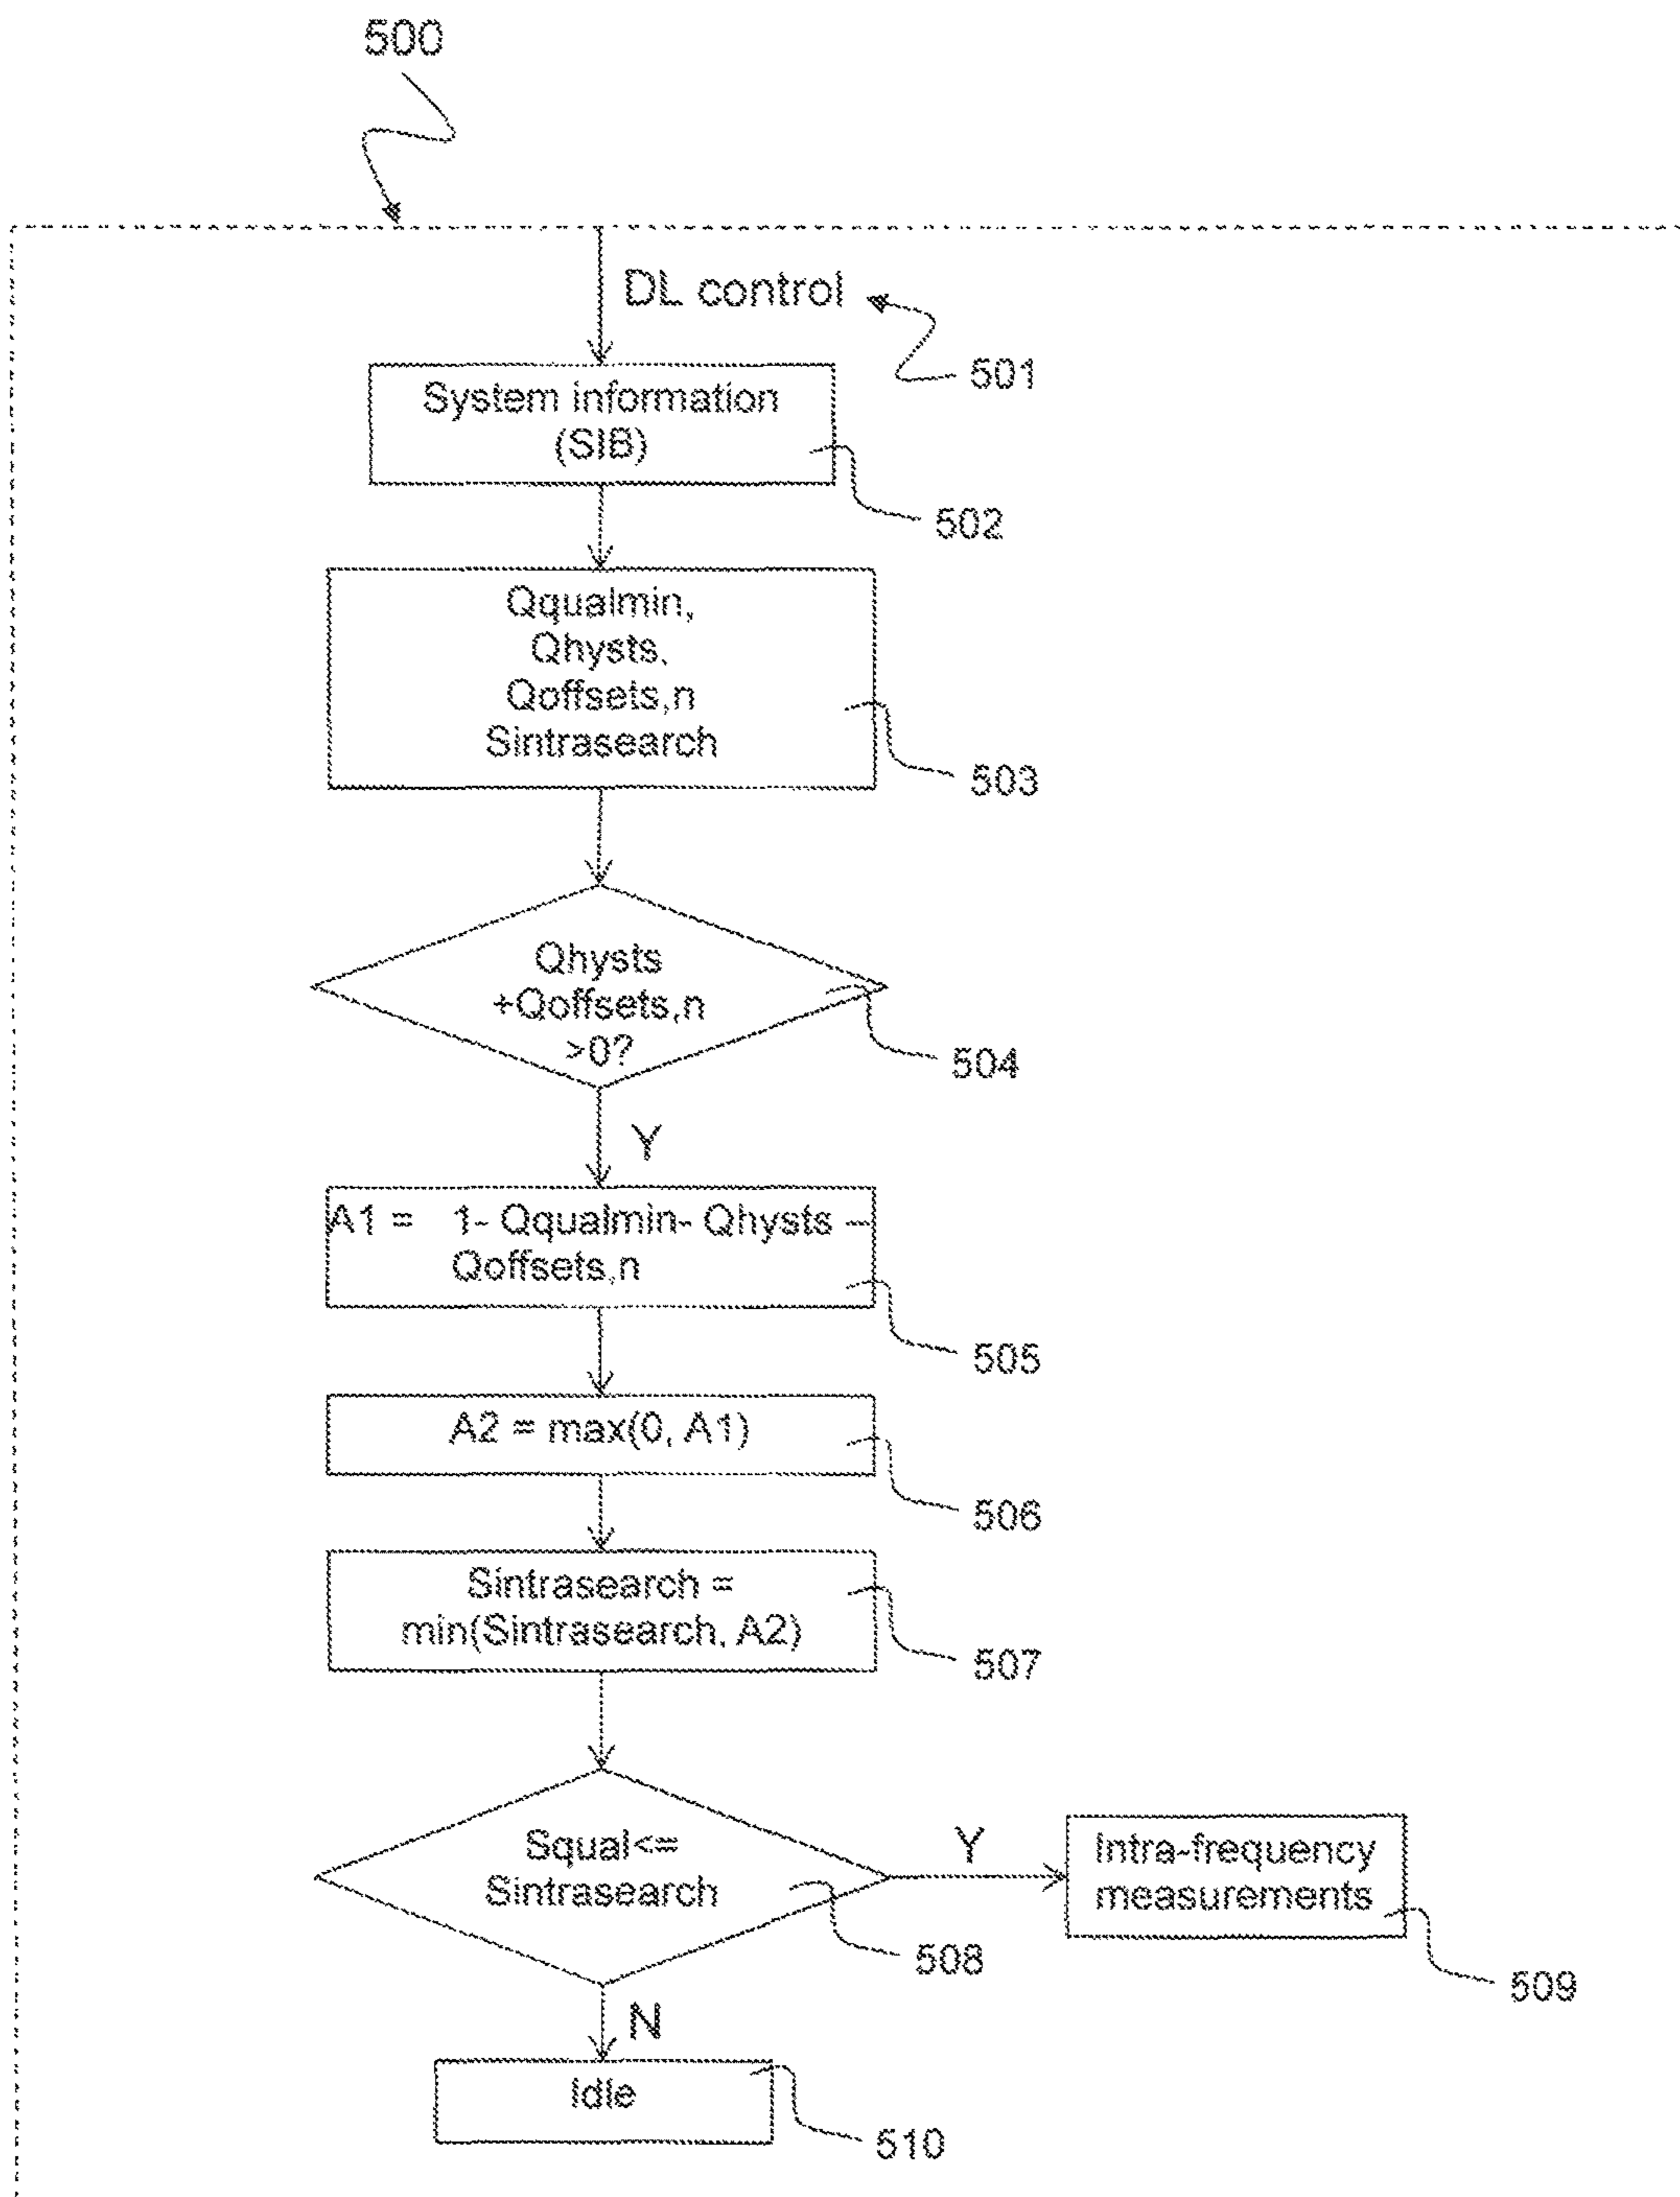 500
DL control
501
System information
(SIB)
502
Qqualmin,
Qhysts,
Qoffsets,n
Sintrasearch
503
Qhysts
+Qoffsets,n
>0?
504
Y
A1 = 1- Qqualmin- Qhysts –
Qoffsets,n
505
A2 = max(0, A1)
506
Sintrasearch =
min(Sintrasearch, A2)
507
Squal<=
Sintrasearch
508
Y
Intra-frequency
measurements
509
N
Idle
510